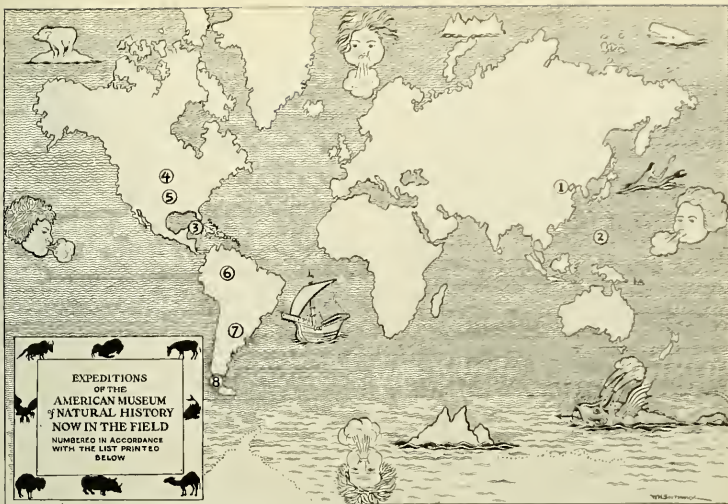 ④
①
⑤
③
②
⑥
⑦
8
EXPEDITIONS
OF THE
AMERICAN MUSEUM
of NATURAL HISTORY
NOW IN THE FIELD
NUMBERED IN ACCORDANCE
WITH THE LIST PRINTED
BELOW